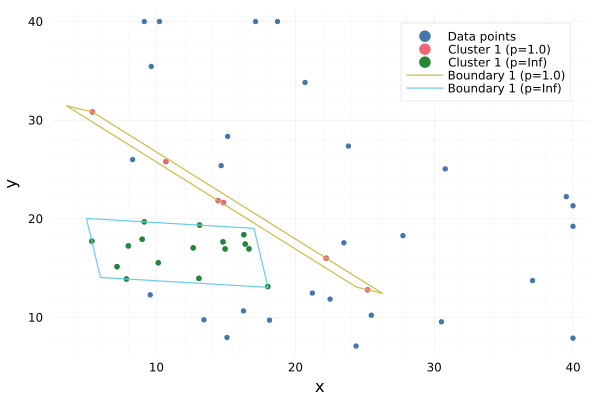 40
30
20
10
y
10
20
30
40
x
Data points
Cluster 1 (p=1.0)
Cluster 1 (p=Inf)
Boundary 1 (p=1.0)
Boundary 1 (p=Inf)